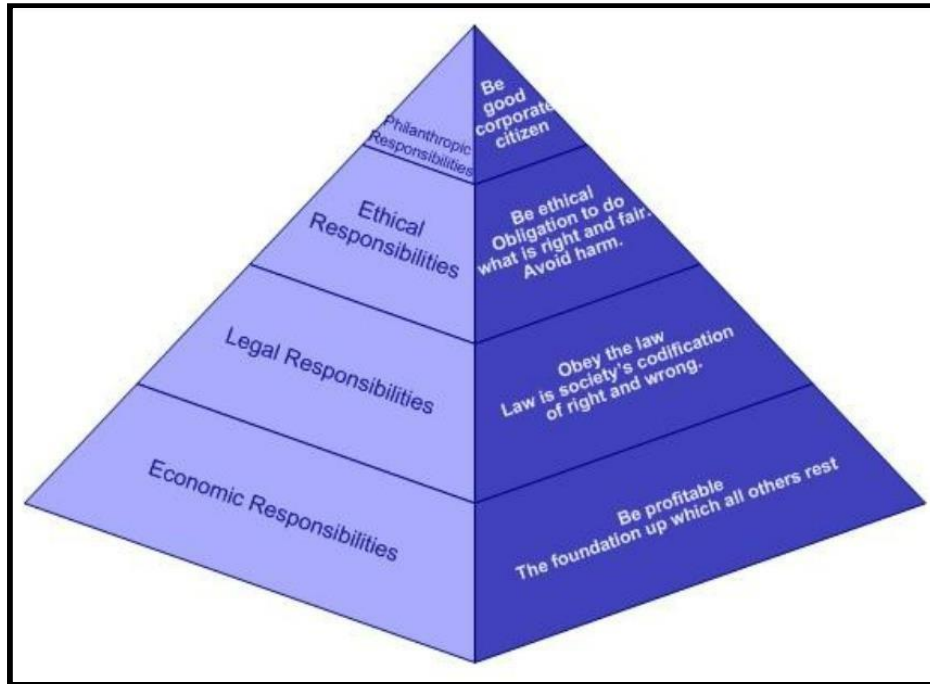 Philanthropic
Responsibilities
Be
good
corporate
citizen
Ethical
Responsibilities
Be ethical
Obligation to do
what is right and fair.
Avoid harm.
Legal Responsibilities
Obey the law
Law is society's codification
of right and wrong.
Economic Responsibilities
Be profitable
The foundation up which all others rest